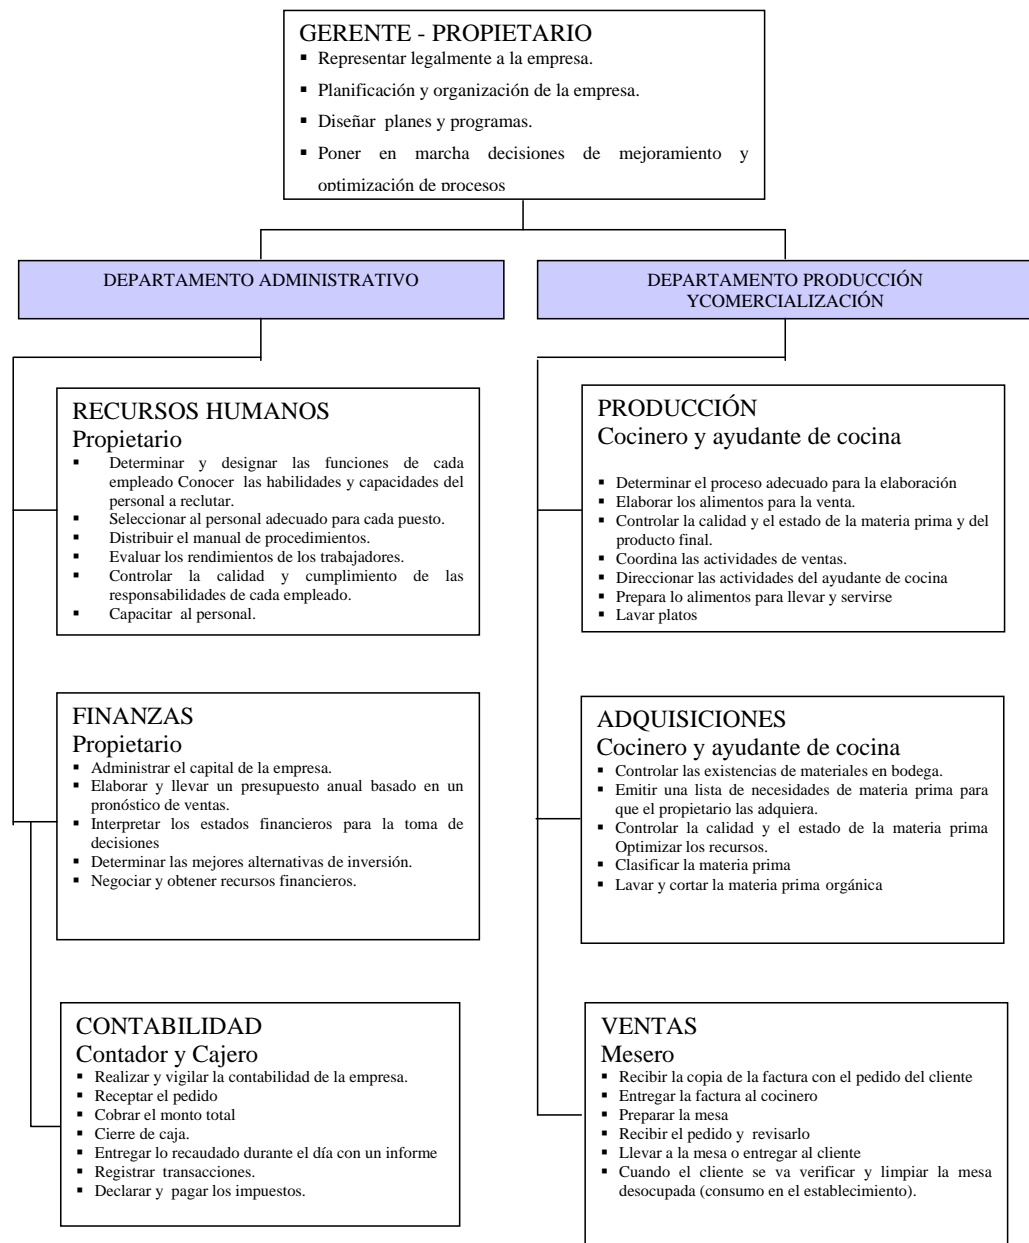 GERENTE - PROPIETARIO
▪ Representar legalmente a la empresa.
▪ Planificación y organización de la empresa.
▪ Diseñar planes y programas.
▪ Poner en marcha decisiones de mejoramiento y
optimización de procesos
DEPARTAMENTO ADMINISTRATIVO
DEPARTAMENTO PRODUCCIÓN
YCOMERCIALIZACIÓN
RECURSOS HUMANOS
Propietario
▪ Determinar y designar las funciones de cada
empleado Conocer las habilidades y capacidades del
personal a reclutar.
▪ Seleccionar al personal adecuado para cada puesto.
▪ Distribuir el manual de procedimientos.
▪ Evaluar los rendimientos de los trabajadores.
▪ Controlar la calidad y cumplimiento de las
responsabilidades de cada empleado.
▪ Capacitar al personal.
PRODUCCIÓN
Cocinero y ayudante de cocina
▪ Determinar el proceso adecuado para la elaboración
▪ Elaborar los alimentos para la venta.
▪ Controlar la calidad y el estado de la materia prima y del
producto final.
▪ Coordina las actividades de ventas.
▪ Direccionar las actividades del ayudante de cocina
▪ Prepara lo alimentos para llevar y servirse
▪ Lavar platos
FINANZAS
Propietario
▪ Administrar el capital de la empresa.
▪ Elaborar y llevar un presupuesto anual basado en un
pronóstico de ventas.
▪ Interpretar los estados financieros para la toma de
decisiones
▪ Determinar las mejores alternativas de inversión.
▪ Negociar y obtener recursos financieros.
ADQUISICIONES
Cocinero y ayudante de cocina
▪ Controlar las existencias de materiales en bodega.
▪ Emitir una lista de necesidades de materia prima para
que el propietario las adquiera.
▪ Controlar la calidad y el estado de la materia prima
Optimizar los recursos.
▪ Clasificar la materia prima
▪ Lavar y cortar la materia prima orgánica
CONTABILIDAD
Contador y Cajero
▪ Realizar y vigilar la contabilidad de la empresa.
▪ Receptar el pedido
▪ Cobrar el monto total
▪ Cierre de caja.
▪ Entregar lo recaudado durante el día con un informe
▪ Registrar transacciones.
▪ Declarar y pagar los impuestos.
VENTAS
Mesero
▪ Recibir la copia de la factura con el pedido del cliente
▪ Entregar la factura al cocinero
▪ Preparar la mesa
▪ Recibir el pedido y revisarlo
▪ Llevar a la mesa o entregar al cliente
▪ Cuando el cliente se va verificar y limpiar la mesa
desocupada (consumo en el establecimiento).